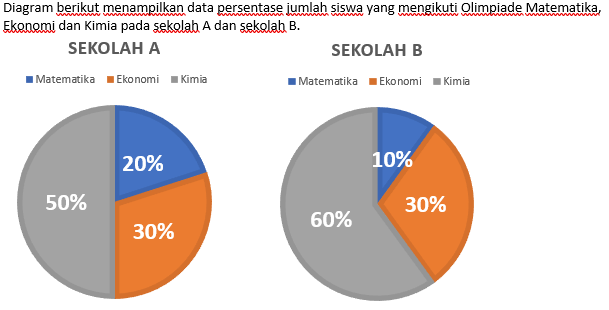 Diagram berikut menampilkan data persentase jumlah siswa yang mengikuti Olimpiade Matematika,
Ekonomi dan Kimia pada sekolah A dan sekolah B.
SEKOLAH A
Matematika Ekonomi Kimia
20%
50%
30%
SEKOLAH B
Matematika Ekonomi Kimia
10%
30%
60%